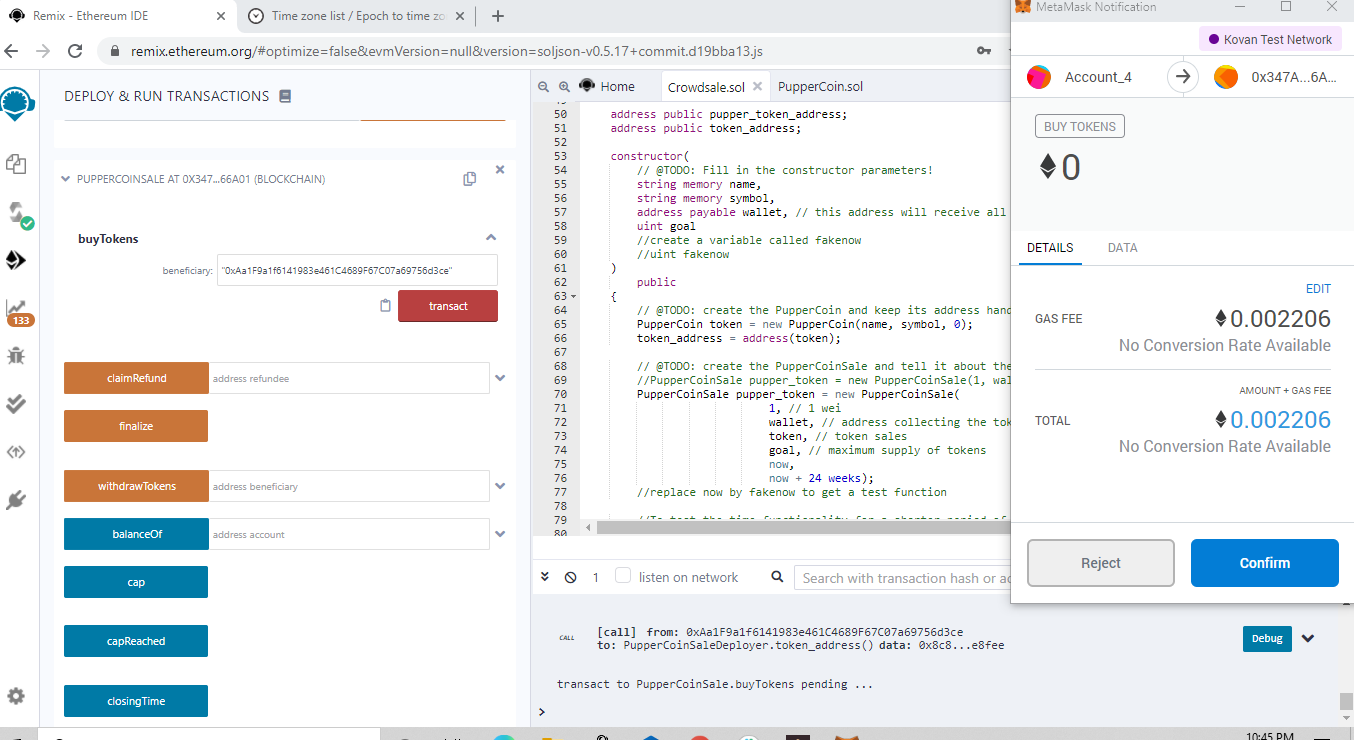 Remix - Ethereum IDE
Time zone list / Epoch to time zo
remix.ethereum.org/#optimize=false&evmVersion=null&version=soljson-v0.5.17+commit.d19bba13.js
DEPLOY & RUN TRANSACTIONS
PUPPERCOINSALE AT 0X347...66A01 (BLOCKCHAIN)
buyTokens
beneficiary: "0xAa1F9a1f6141983e461C4689F67C07a69756d3ce"
transact
133
claimRefund address refundee
finalize
withdrawTokens address beneficiary
balanceOf address account
cap
capReached
closingTime
Home
Crowdsale.sol
PupperCoin.sol
50 address public pupper_token_address;
51 address public token_address;
52
53 constructor(
54 // @TODO: Fill in the constructor parameters!
55 string memory name,
56 string memory symbol,
57 address payable wallet, // this address will receive all
58 uint goal
59 //create a variable called fakenow
60 //uint fakenow
61 )
62 public
63 {
64 // @TODO: create the PupperCoin and keep its address hand
65 PupperCoin token = new PupperCoin(name, symbol, 0);
66 token_address = address(token);
67
68 // @TODO: create the PupperCoinSale and tell it about the
69 //PupperCoinSale pupper_token = new PupperCoinSale(1, wal
70 PupperCoinSale pupper_token = new PupperCoinSale(
71 1, // 1 wei
72 wallet, // address collecting the tok
73 token, // token sales
74 goal, // maximum supply of tokens
75 now,
76 now + 24 weeks);
77 //replace now by fakenow to get a test function
78
79 //To test the time functionality for a shorter period of
80
1
listen on network
Search with transaction hash or ad
CALL
[call] from: 0xAa1F9a1f6141983e461C4689F67C07a69756d3ce
to: PupperCoinSaleDeployer.token_address() data: 0x8c8...e8fee
Debug
transact to PupperCoinSale.buyTokens pending ...
>
MetaMask Notification
Kovan Test Network
Account_4
0x347A...6A...
BUY TOKENS
0
DETAILS
DATA
EDIT
GAS FEE
0.002206
No Conversion Rate Available
AMOUNT + GAS FEE
TOTAL
0.002206
No Conversion Rate Available
Reject
Confirm
10:45 PM